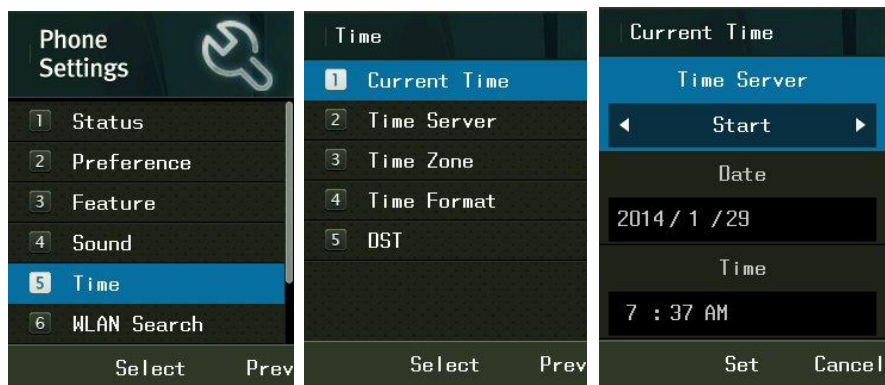 Phone
Settings
1 Status
2 Preference
3 Feature
4 Sound
5 Time
6 WLAN Search
Select Prev
Time
1 Current Time
2 Time Server
3 Time Zone
4 Time Format
5 DST
Select Prev
Current Time
Time Server
Start
Date
2014 / 1 / 29
Time
7 : 37 AM
Set Cancel